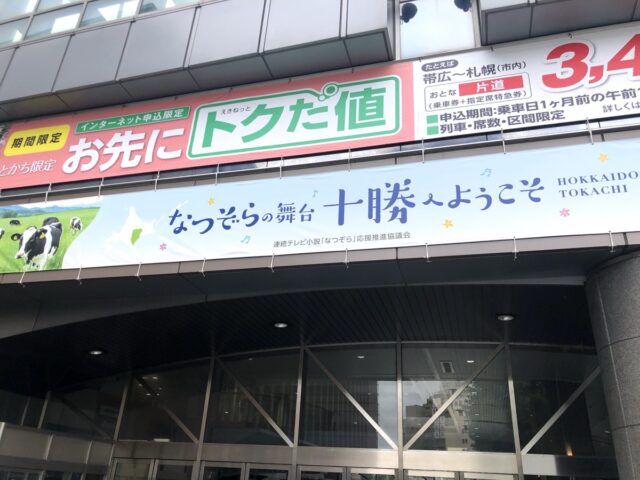 期間限定
インターネット申込限定
えきねっと
とかち限定
お先に
トクだ値
たとえば
帯広～札幌(市内)
おとな
片道
(乗車券+指定席特急券)
3,4
■申込期間:乗車日1ヶ月前の午前1
■列車・席数・区間限定
詳しくは
なつぞらの舞台 十勝へようこそ
HOKKAIDO
TOKACHI
連続テレビ小説「なつぞら」応援推進協議会